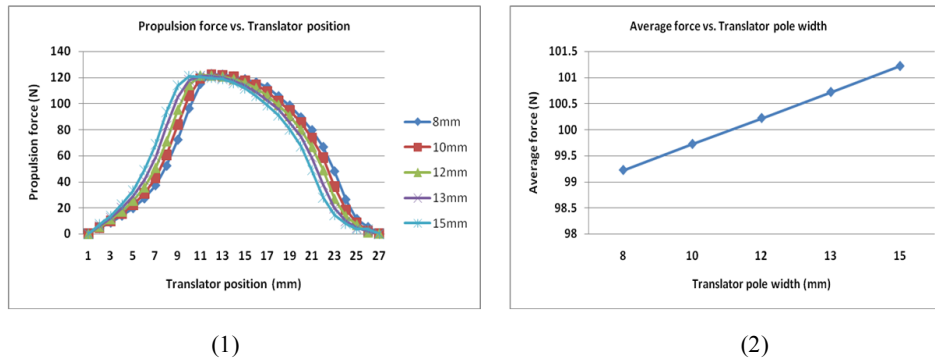 Propulsion force vs. Translator position
Propulsion force (N)
140
120
100
80
60
40
20
0
1 3 5 7 9 11 13 15 17 19 21 23 25 27
Translator position (mm)
8mm
10mm
12mm
13mm
15mm
(1)
Average force vs. Translator pole width
Average force (N)
101.5
101
100.5
100
99.5
99
98.5
98
8 10 12 13 15
Translator pole width (mm)
(2)